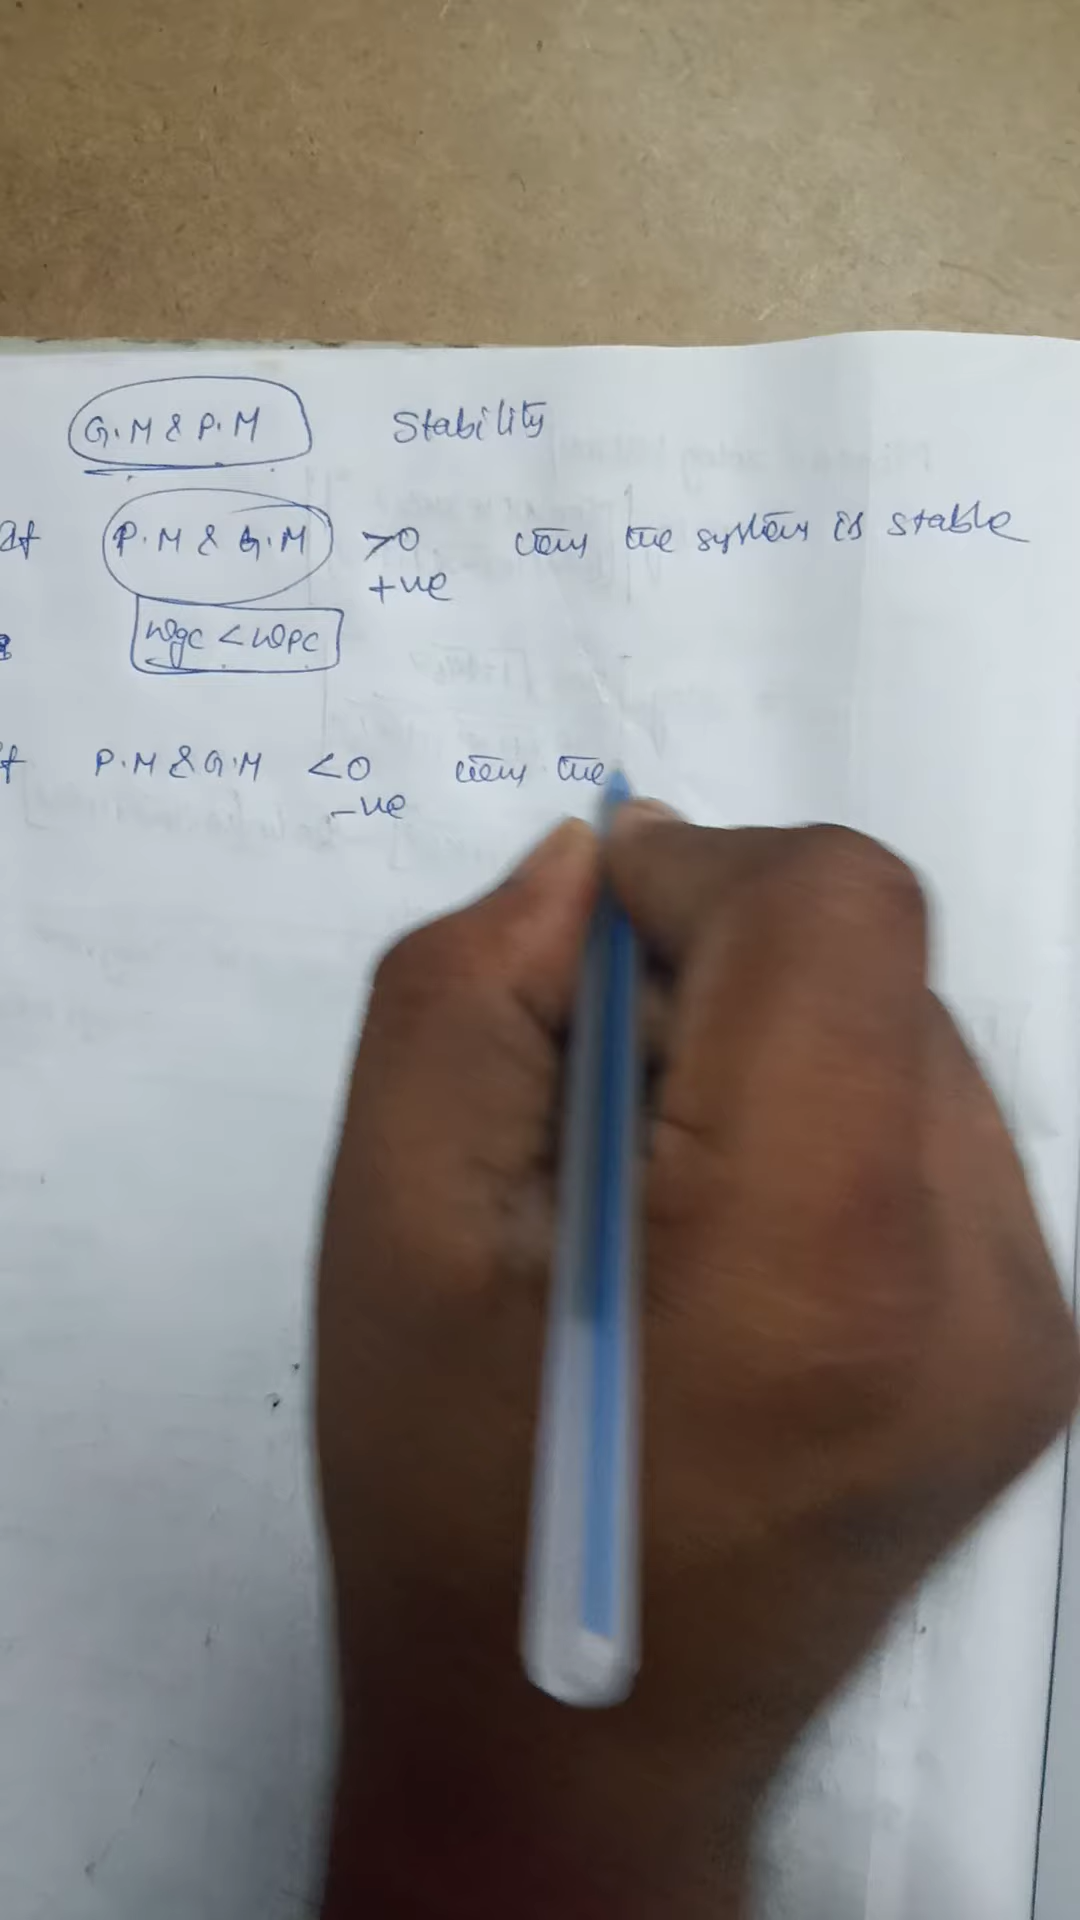 G.M & P.M Stability
If P.M & G.M >0 then the system is stable
+ve
ωgc < ωpc
If P.M & G.M <0 then the
-ve